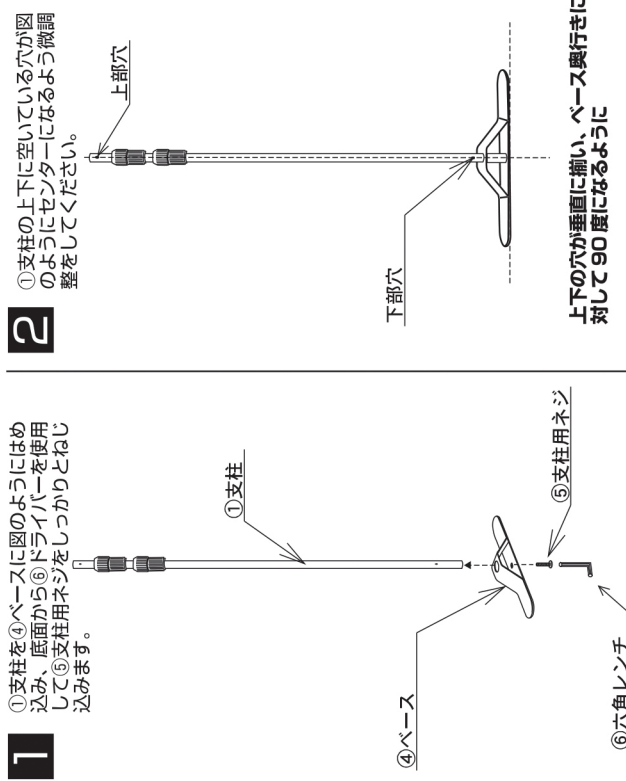 1
①支柱を④ベースに図のようにはめ
込み、底面から⑥ドライバーを使用
して⑤支柱用ネジをしっかりとねじ
込みます。
①支柱
④ベース
⑤支柱用ネジ
⑥六角レンチ
2
①支柱の上下に空いている穴が図
のようにセンターになるよう微調
整をしてください。
上部穴
下部穴
上下の穴が垂直に揃い、ベース奥行きに
対して90度になるように